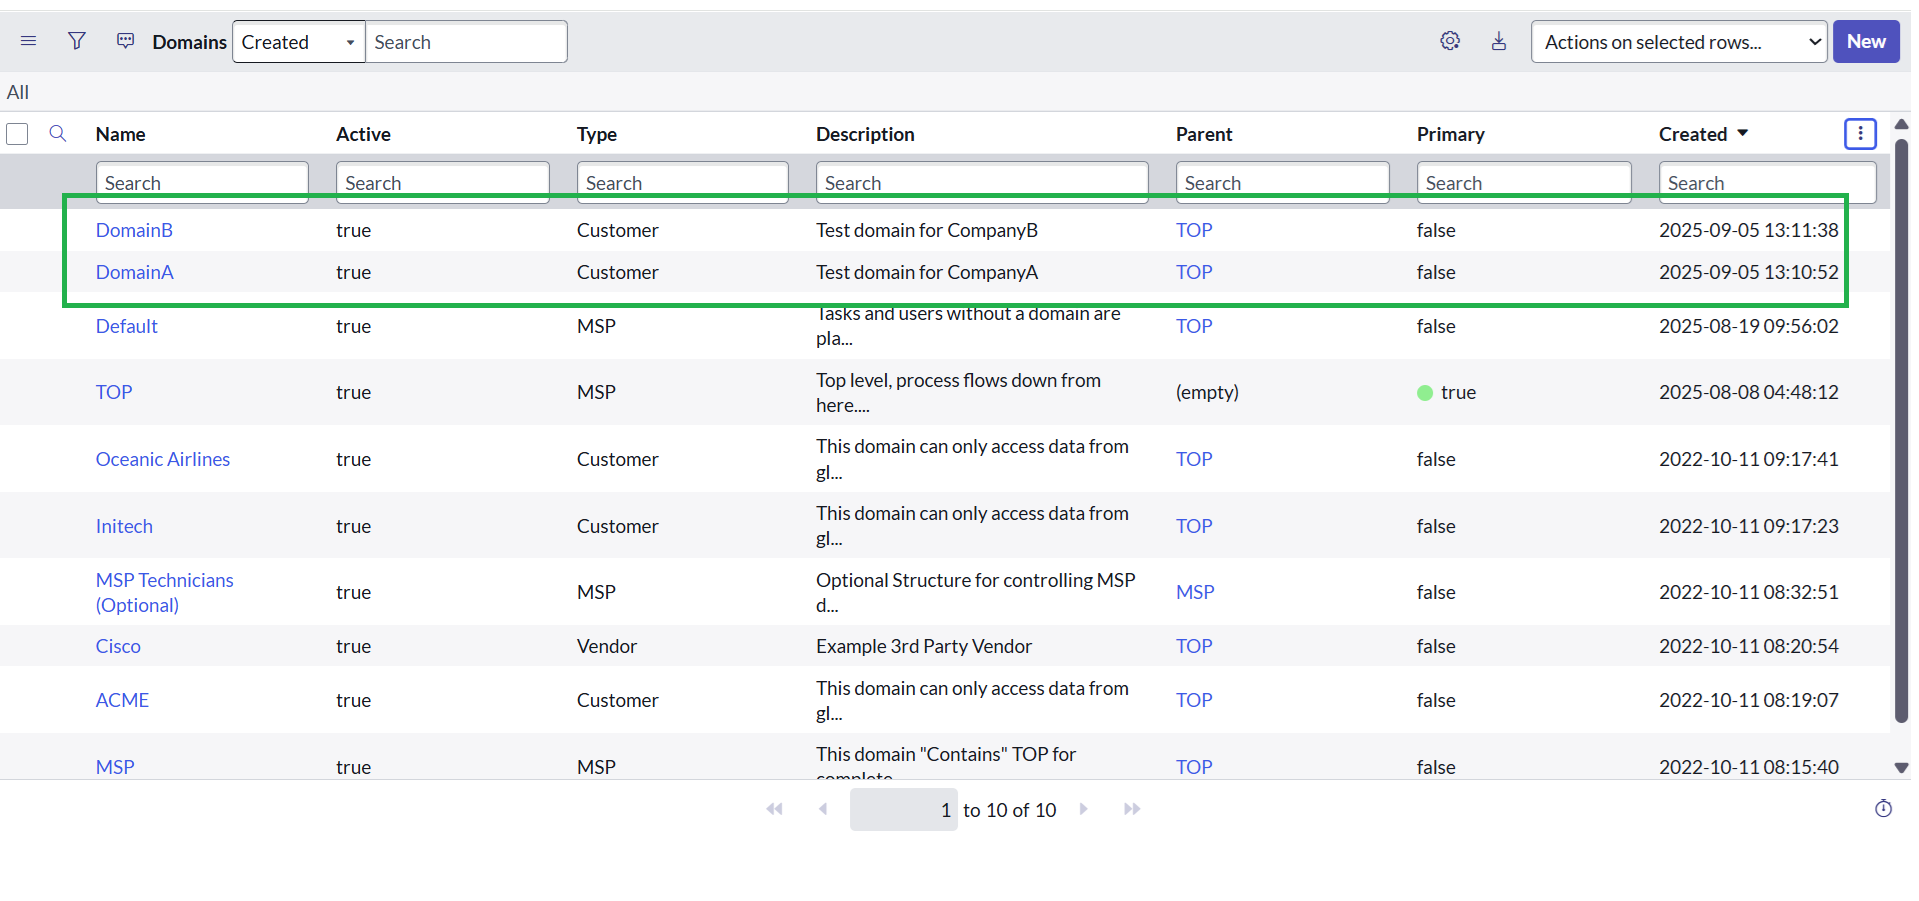 Domains Created Search Actions on selected rows... New
All
Name Active Type Description Parent Primary Created
Search Search Search Search Search Search Search
DomainB true Customer Test domain for CompanyB TOP false 2025-09-05 13:11:38
DomainA true Customer Test domain for CompanyA TOP false 2025-09-05 13:10:52
Default true MSP Tasks and users without a domain are pla... TOP false 2025-08-19 09:56:02
TOP true MSP Top level, process flows down from here.... (empty) true 2025-08-08 04:48:12
Oceanic Airlines true Customer This domain can only access data from gl... TOP false 2022-10-11 09:17:41
Initech true Customer This domain can only access data from gl... TOP false 2022-10-11 09:17:23
MSP Technicians (Optional) true MSP Optional Structure for controlling MSP d... MSP false 2022-10-11 08:32:51
Cisco true Vendor Example 3rd Party Vendor TOP false 2022-10-11 08:20:54
ACME true Customer This domain can only access data from gl... TOP false 2022-10-11 08:19:07
MSP true MSP This domain "Contains" TOP for complete TOP false 2022-10-11 08:15:40
1 to 10 of 10